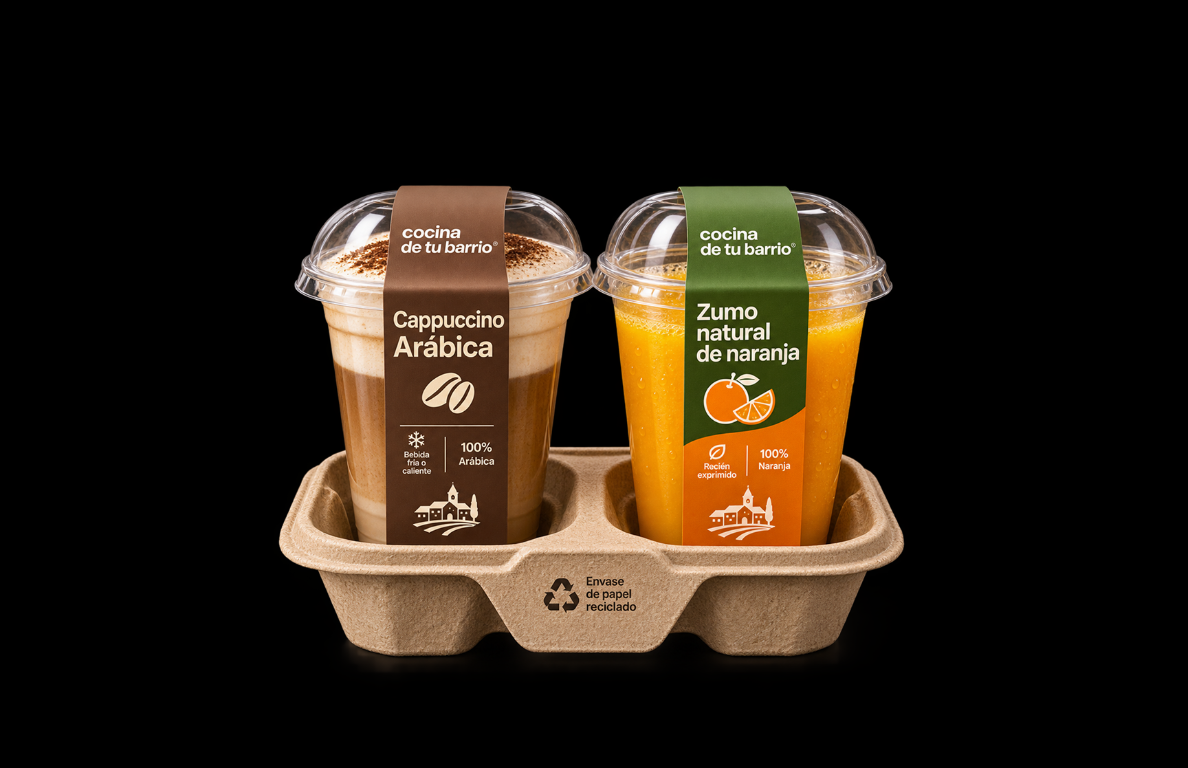 cocina
de tu barrio®
Cappuccino
Arábica
Bebida
fría o
caliente
100%
Arábica
cocina
de tu barrio®
Zumo
natural
de naranja
Recién
exprimido
100%
Naranja
Envase
de papel
reciclado